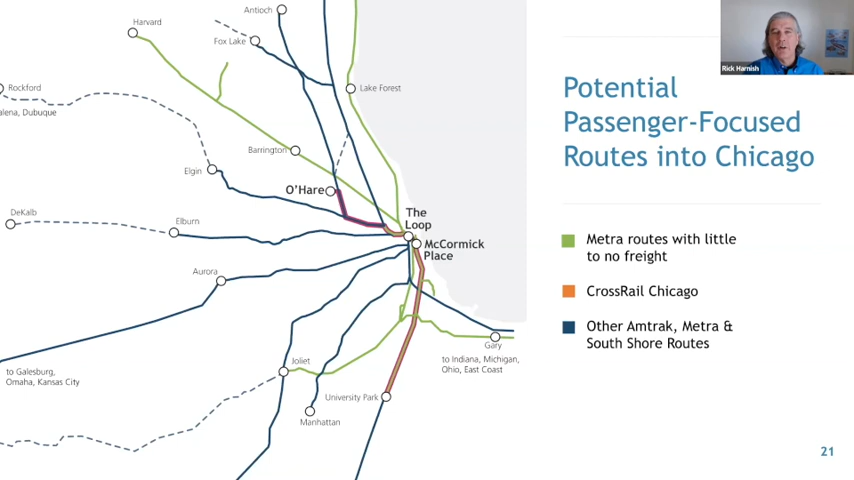 Antioch
Harvard
Fox Lake
Rick Harnish
Rockford
Lake Forest
alena, Dubuque
Potential
Passenger-Focused
Routes into Chicago
Barrington
Elgin
O'Hare
DeKalb
Elburn
The
Loop
McCormick
Place
Metra routes with little
to no freight
Aurora
CrossRail Chicago
Other Amtrak, Metra &
South Shore Routes
Gary
to Indiana, Michigan,
Ohio, East Coast
Joliet
to Galesburg,
Omaha, Kansas City
University Park
Manhattan
21